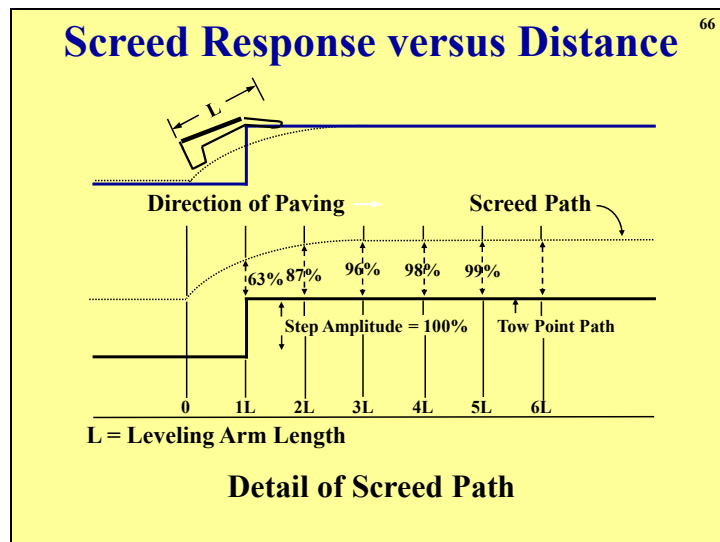 66
Screed Response versus Distance
L
Direction of Paving
Screed Path
63%
87%
96%
98%
99%
Step Amplitude = 100%
Tow Point Path
0 1L 2L 3L 4L 5L 6L
L = Leveling Arm Length
Detail of Screed Path